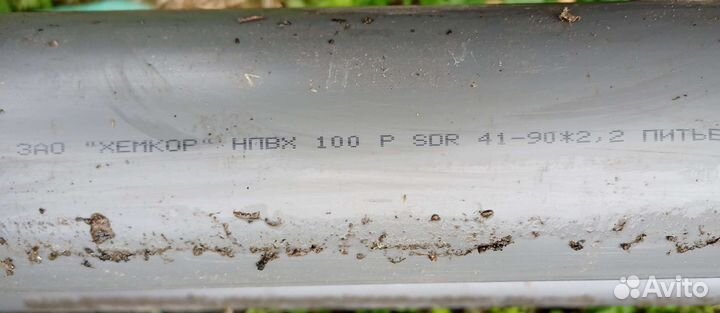 ЗАО "ХЕМКОР" НПВХ 100 Р SDR 41-90*2,2 ПИТЬЕ
Avito